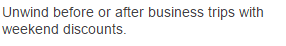 Unwind before or after business trips with
weekend discounts.